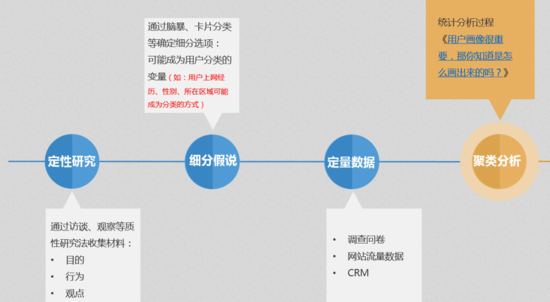 通过脑暴、卡片分类
等确定细分选项：
可能成为用户分类的
变量（如：用户上网经
历、性别、所在区域可能
成为分类的方式）
统计分析过程
《用户画像很重
要，那你知道是怎
么画出来的吗？》
定性研究
细分假说
定量数据
聚类分析
通过访谈、观察等质
性研究法收集材料：
• 目的
• 行为
• 观点
• 调查问卷
• 网站流量数据
• CRM